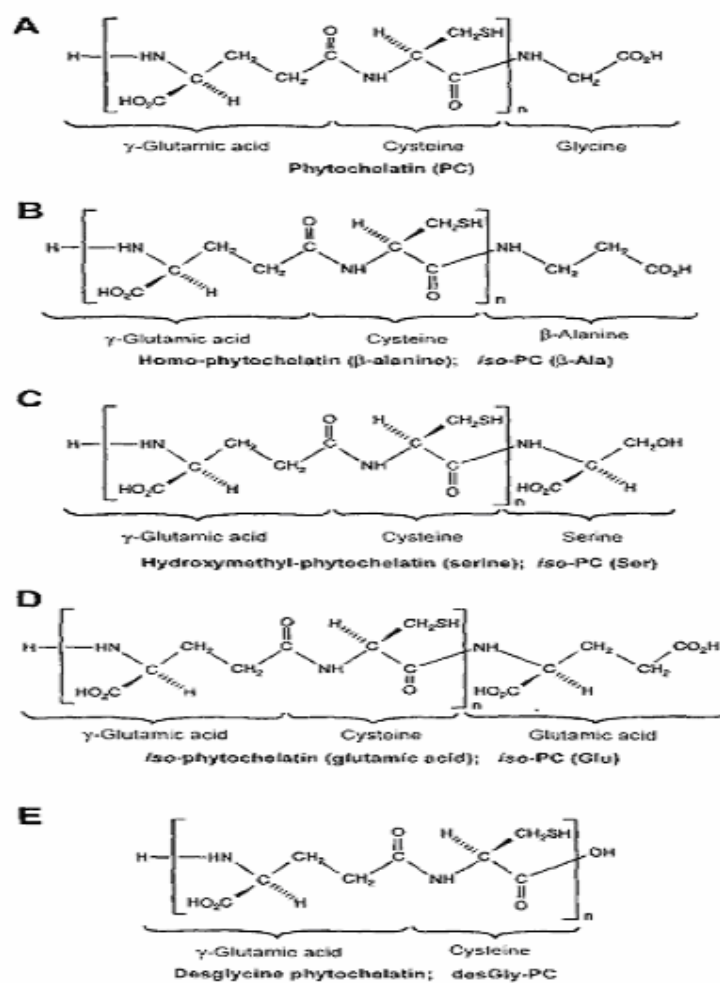 A
H HN CH₂ CH₂ O NH H CH₂SH O NH CH₂ CO₂H
HO₂C H n
γ-Glutamic acid Cysteine Glycine
Phytochelatin (PC)
B
H HN CH₂ CH₂ O NH H CH₂SH O NH CH₂ CH₂ CO₂H
HO₂C H n
γ-Glutamic acid Cysteine β-Alanine
Homo-phytochelatin (β-alanine); iso-PC (β-Ala)
C
H HN CH₂ CH₂ O NH H CH₂SH O NH CH₂OH
HO₂C H n HO₂C H
γ-Glutamic acid Cysteine Serine
Hydroxymethyl-phytochelatin (serine); iso-PC (Ser)
D
H HN CH₂ CH₂ O NH H CH₂SH O NH CH₂ CH₂ CO₂H
HO₂C H n HO₂C H
γ-Glutamic acid Cysteine Glutamic acid
iso-phytochelatin (glutamic acid); iso-PC (Glu)
E
H HN CH₂ CH₂ O NH H CH₂SH O OH
HO₂C H n
γ-Glutamic acid Cysteine
Desglycine phytochelatin; desGly-PC